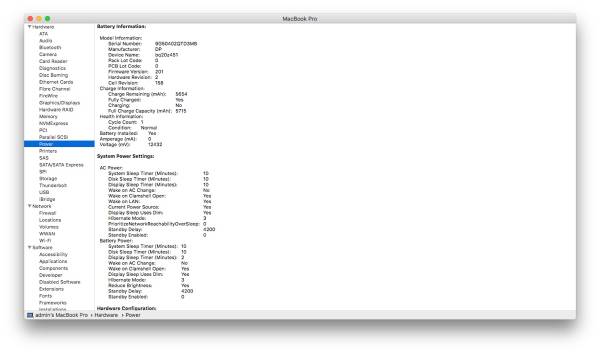 MacBook Pro
Hardware
ATA
Audio
Bluetooth
Camera
Card Reader
Diagnostics
Disc Burning
Ethernet Cards
Fibre Channel
FireWire
Graphics/Displays
Hardware RAID
Memory
NVMExpress
PCI
Parallel SCSI
Power
Printers
SAS
SATA/SATA Express
SPI
Storage
Thunderbolt
USB
iBridge
Network
Firewall
Locations
Volumes
WWAN
Wi-Fi
Software
Accessibility
Applications
Components
Developer
Disabled Software
Extensions
Fonts
Frameworks
Installations
Battery Information:
Model Information:
Serial Number:
Manufacturer: DP
Device Name: bq20z451
Pack Lot Code: 0
PCB Lot Code: 0
Firmware Version: 201
Hardware Revision: 2
Cell Revision: 158
Charge Information:
Charge Remaining (mAh): 5654
Fully Charged: Yes
Charging: No
Full Charge Capacity (mAh): 5715
Health Information:
Cycle Count: 1
Condition: Normal
Battery Installed: Yes
Amperage (mA): 0
Voltage (mV): 12432
System Power Settings:
AC Power:
System Sleep Timer (Minutes): 10
Disk Sleep Timer (Minutes): 10
Display Sleep Timer (Minutes): 10
Wake on AC Change: No
Wake on Clamshell Open: Yes
Wake on LAN: Yes
Current Power Source: Yes
Display Sleep Uses Dim: Yes
Hibernate Mode: 3
PrioritizeNetworkReachabilityOverSleep: 0
Standby Delay: 4200
Standby Enabled: 0
Battery Power:
System Sleep Timer (Minutes): 10
Disk Sleep Timer (Minutes): 10
Display Sleep Timer (Minutes): 2
Wake on AC Change: No
Wake on Clamshell Open: Yes
Display Sleep Uses Dim: Yes
Hibernate Mode: 3
Reduce Brightness: Yes
Standby Delay: 4200
Standby Enabled: 0
Hardware Configuration:
admin's MacBook Pro › Hardware › Power